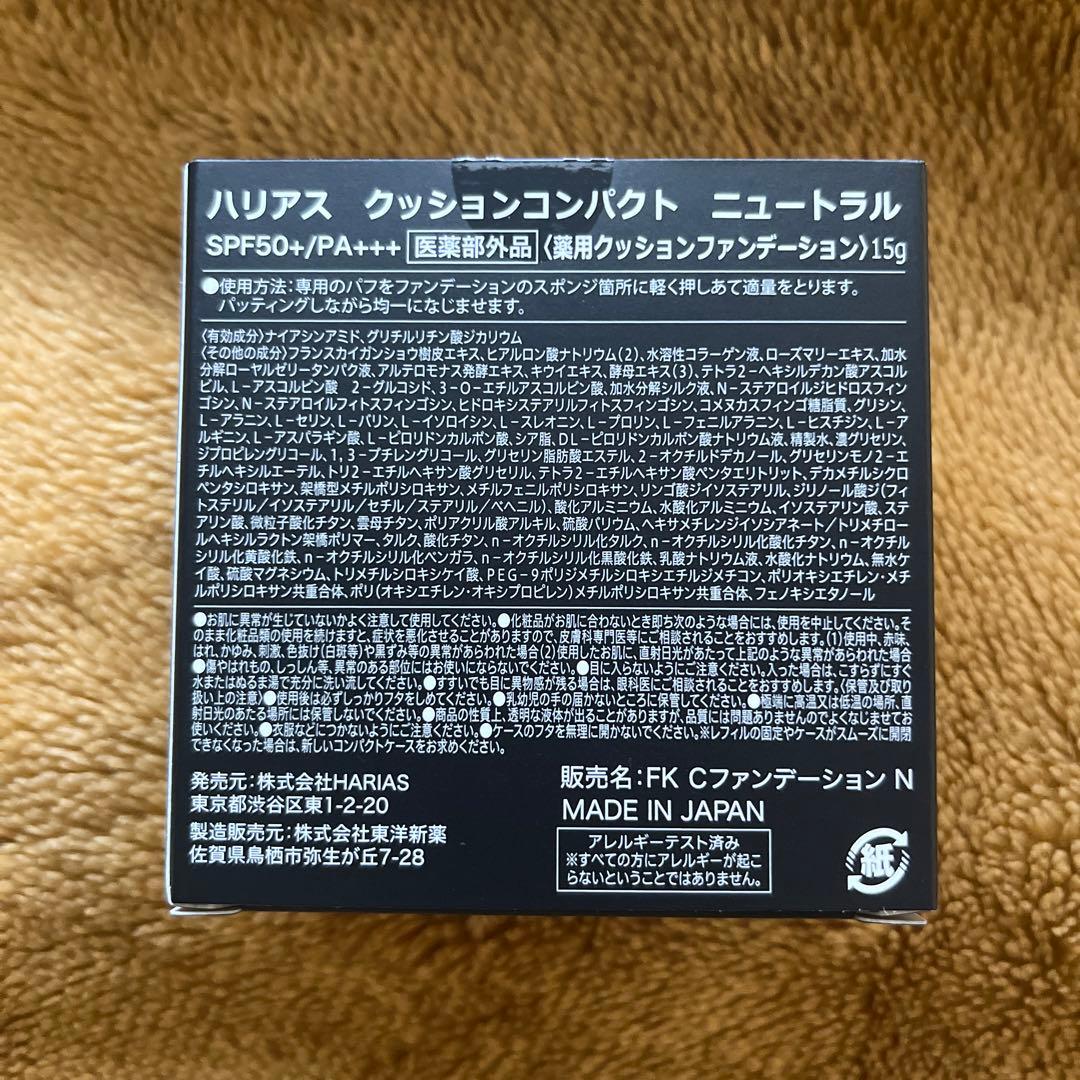 ハリアス クッションコンパクト ニュートラル
SPF50+/PA+++ 医薬部外品 〈薬用クッションファンデーション〉15g
●使用方法:専用のパフをファンデーションのスポンジ箇所に軽く押しあて適量をとります。
パッティングしながら均一になじませます。
〈有効成分〉ナイアシンアミド、グリチルリチン酸ジカリウム
〈その他の成分〉フランスカイガンショウ樹皮エキス、ヒアルロン酸ナトリウム(2)、水溶性コラーゲン液、ローズマリーエキス、加水
分解ローヤルゼリータンパク液、アルテロモナス発酵エキス、キウイエキス、酵母エキス(3)、テトラ2-ヘキシルデカン酸アスコル
ビル、L-アスコルビン酸 2-グルコシド、3-O-エチルアスコルビン酸、加水分解シルク液、N-ステアロイルジヒドロスフィン
ゴシン、N-ステアロイルフィトスフィンゴシン、ヒドロキシステアリルフィトスフィンゴシン、コメヌカスフィンゴ糖脂質、グリシン、
L-アラニン、L-セリン、L-バリン、L-イソロイシン、L-スレオニン、L-プロリン、L-フェニルアラニン、L-ヒスチジン、L-ア
ルギニン、L-アスパラギン酸、L-ピロリドンカルボン酸、シア脂、DL-ピロリドンカルボン酸ナトリウム液、精製水、濃グリセリン、
ジプロピレングリコール、1,3-ブチレングリコール、グリセリン脂肪酸エステル、2-オクチルドデカノール、グリセリンモノ2-エ
チルヘキシルエーテル、トリ2-エチルヘキサン酸グリセリル、テトラ2-エチルヘキサン酸ペンタエリトリット、デカメチルシクロ
ペンタシロキサン、架橋型メチルポリシロキサン、メチルフェニルポリシロキサン、リンゴ酸ジイソステアリル、ジリノール酸ジ(フィ
トステリル/イソステアリル/セチル/ステアリル/ベヘニル)、酸化アルミニウム、水酸化アルミニウム、イソステアリン酸、ステ
アリン酸、微粒子酸化チタン、雲母チタン、ポリアクリル酸アルキル、硫酸バリウム、ヘキサメチレンジイソシアネート/トリメチロー
ルヘキシルラクトン架橋ポリマー、タルク、酸化チタン、n-オクチルシリル化タルク、n-オクチルシリル化酸化チタン、n-オクチル
シリル化黄酸化鉄、n-オクチルシリル化ベンガラ、n-オクチルシリル化黒酸化鉄、乳酸ナトリウム液、水酸化ナトリウム、無水ケ
イ酸、硫酸マグネシウム、トリメチルシロキシケイ酸、PEG-9ポリジメチルシロキシエチルジメチコン、ポリオキシエチレン・メチ
ルポリシロキサン共重合体、ポリ(オキシエチレン・オキシプロピレン)メチルポリシロキサン共重合体、フェノキシエタノール
●お肌に異常が生じていないかよく注意して使用してください。●化粧品がお肌に合わないとき即ち次のような場合には、使用を中止してください。そ
のまま化粧品類の使用を続けますと、症状を悪化させることがありますので、皮膚科専門医等にご相談されることをおすすめします。(1)使用中、赤味、
はれ、かゆみ、刺激、色抜け(白斑等)や黒ずみ等の異常があらわれた場合(2)使用したお肌に、直射日光があたって上記のような異常があらわれた場合
●傷やはれもの、しっしん等、異常のある部位にはお使いにならないでください。●目に入らないようにご注意ください。入った場合は、こすらずにすぐ
水またはぬるま湯で充分に洗い流してください。●すすいでも目に異物感が残る場合は、眼科医にご相談されることをおすすめします。〈保管及び取り
扱い上の注意〉●使用後は必ずしっかりフタをしめてください。●乳幼児の手の届かないところに保管してください。●極端に高温又は低温の場所、直
射日光のあたる場所には保管しないでください。●商品の性質上、透明な液体が出ることがありますが、品質には問題ありませんのでよくなじませてお
使いください。●衣服などにつかないようにご注意ください。●ケースのフタを無理に開かないでください。※レフィルの固定やケースがスムーズに開閉
できなくなった場合は、新しいコンパクトケースをお求めください。
発売元:株式会社HARIAS
東京都渋谷区東1-2-20
製造販売元:株式会社東洋新薬
佐賀県鳥栖市弥生が丘7-28
販売名:FK CファンデーションN
MADE IN JAPAN
アレルギーテスト済み
※すべての方にアレルギーが起こ
らないということではありません。
紙